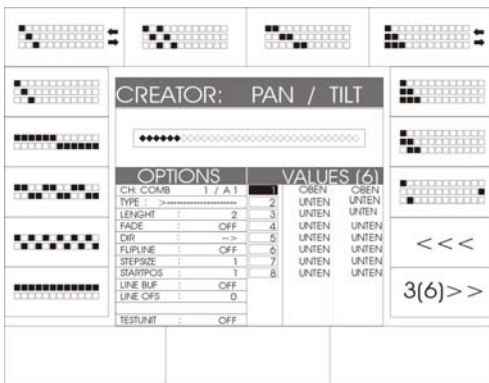 CREATOR: PAN / TILT
OPTIONS
CH: COMB 1 / A 1
TYPE : >----------------------
LENGHT : 2
FADE : OFF
DIR : -->
FLIPLINE : OFF
STEPSIZE : 1
STARTPOS : 1
LINE BUF : OFF
LINE OFS : 0
TESTUNIT : OFF
VALUES (6)
1 OBEN OBEN
2 UNTEN UNTEN
3 UNTEN UNTEN
4 UNTEN UNTEN
5 UNTEN UNTEN
6 UNTEN UNTEN
7 UNTEN UNTEN
8 UNTEN UNTEN
<<<
3(6)>>